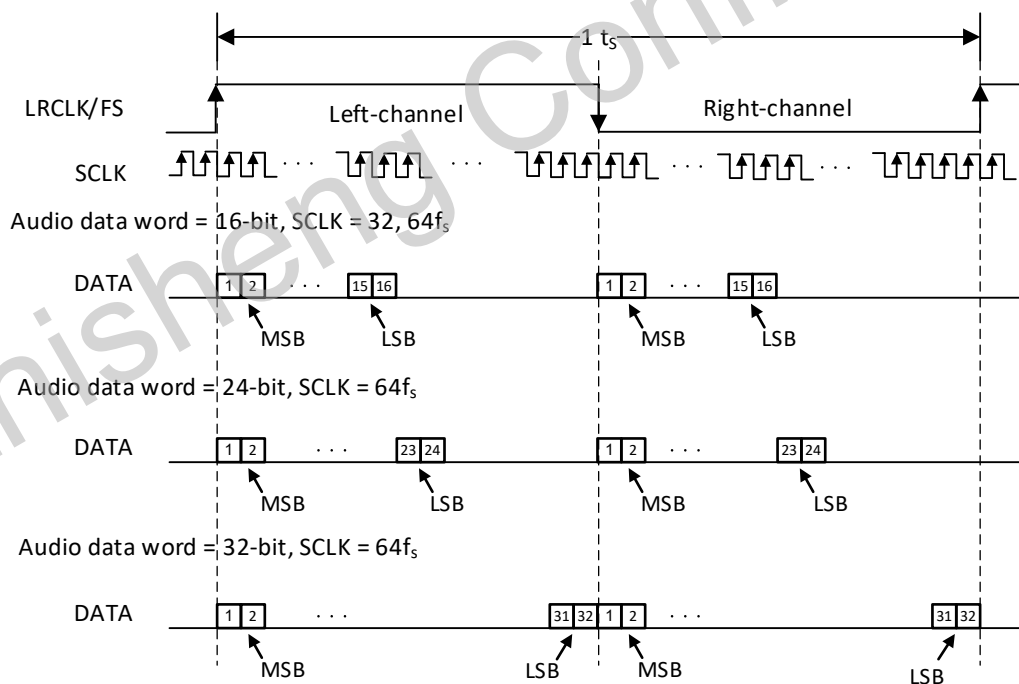 1 tS
LRCLK/FS
Left-channel
Right-channel
SCLK
· · ·
· · ·
· · ·
· · ·
Audio data word = 16-bit, SCLK = 32, 64fs
DATA
1 2 · · · 15 16 1 2 · · · 15 16
MSB LSB MSB LSB
Audio data word = 24-bit, SCLK = 64fs
DATA
1 2 · · · 23 24 1 2 · · · 23 24
MSB LSB MSB LSB
Audio data word = 32-bit, SCLK = 64fs
DATA
1 2 · · · 31 32 1 2 · · · 31 32
MSB LSB MSB LSB